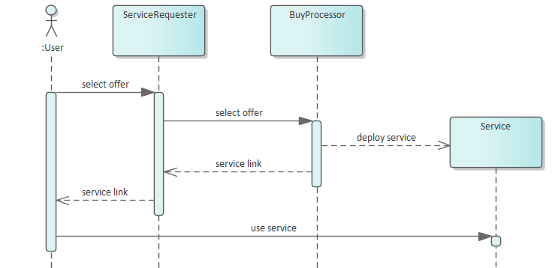 ServiceRequester
BuyProcessor
:User
select offer
select offer
Service
deploy service
service link
service link
use service